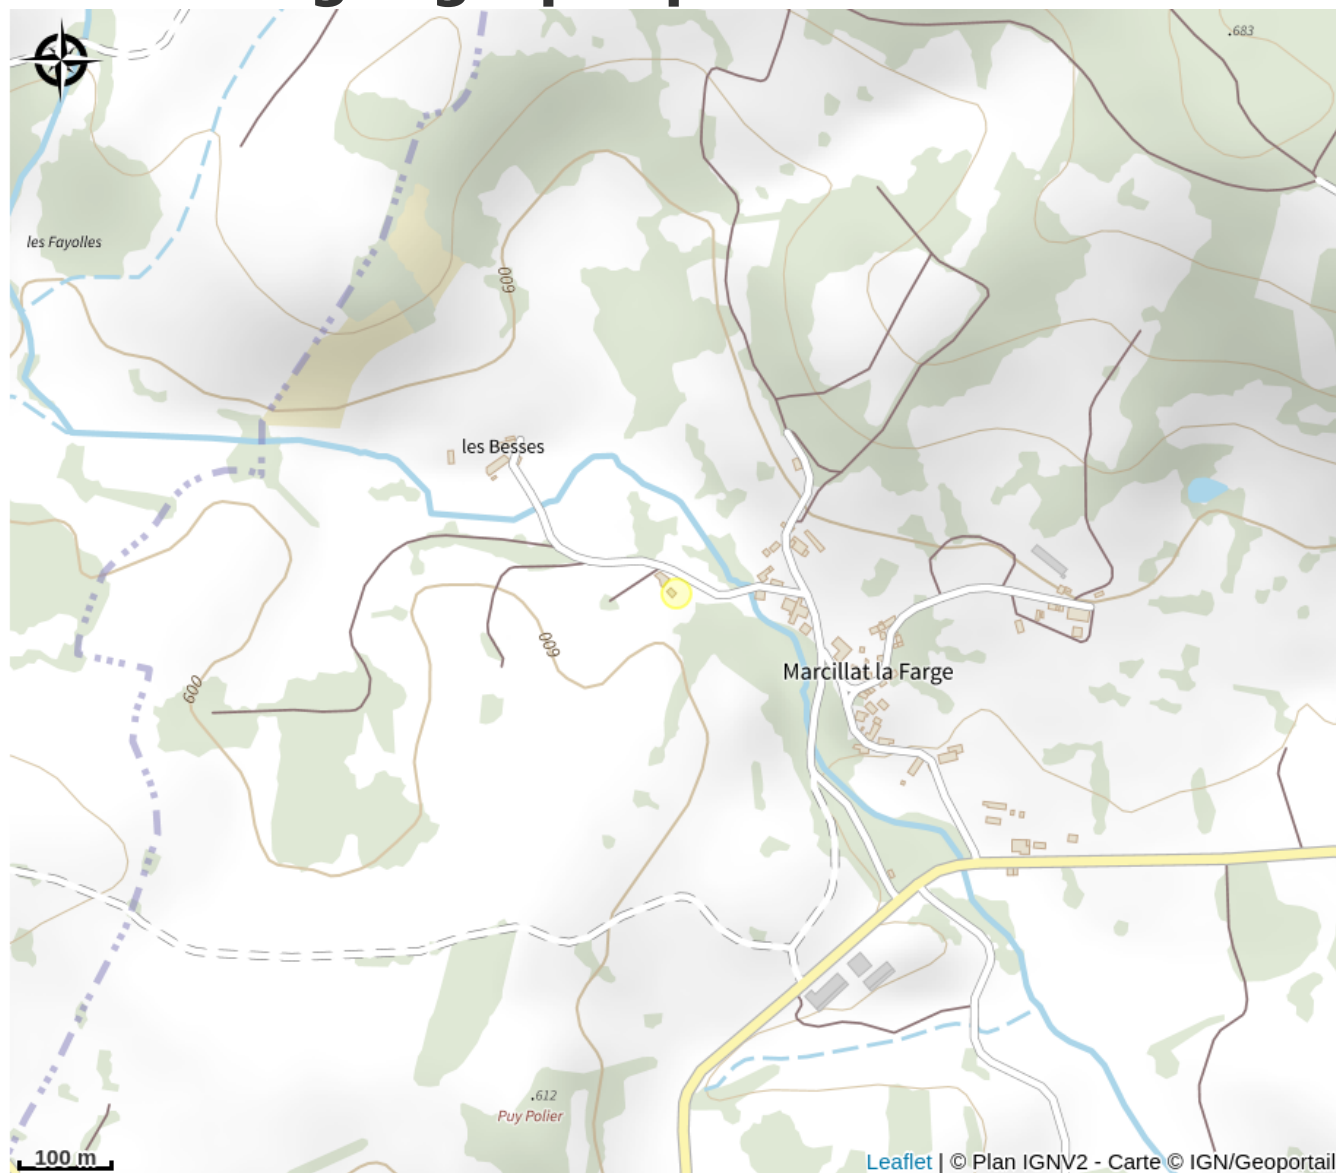 683
les Fayolles
600
les Besses
600
600
Marcillat la Farge
612
Puy Polier
100 m
Leaflet | © Plan IGNV2 - Carte © IGN/Geoportail